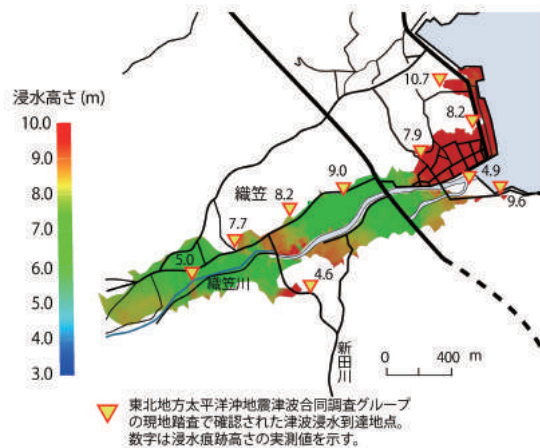 浸水高さ (m)
10.0
9.0
8.0
7.0
6.0
5.0
4.0
3.0
10.7
8.2
7.9
4.9
9.6
9.0
織笠
8.2
7.7
5.0
織笠川
4.6
新田川
0 400 m
東北地方太平洋沖地震津波合同調査グループ
の現地踏査で確認された津波浸水到達地点。
数字は浸水痕跡高さの実測値を示す。